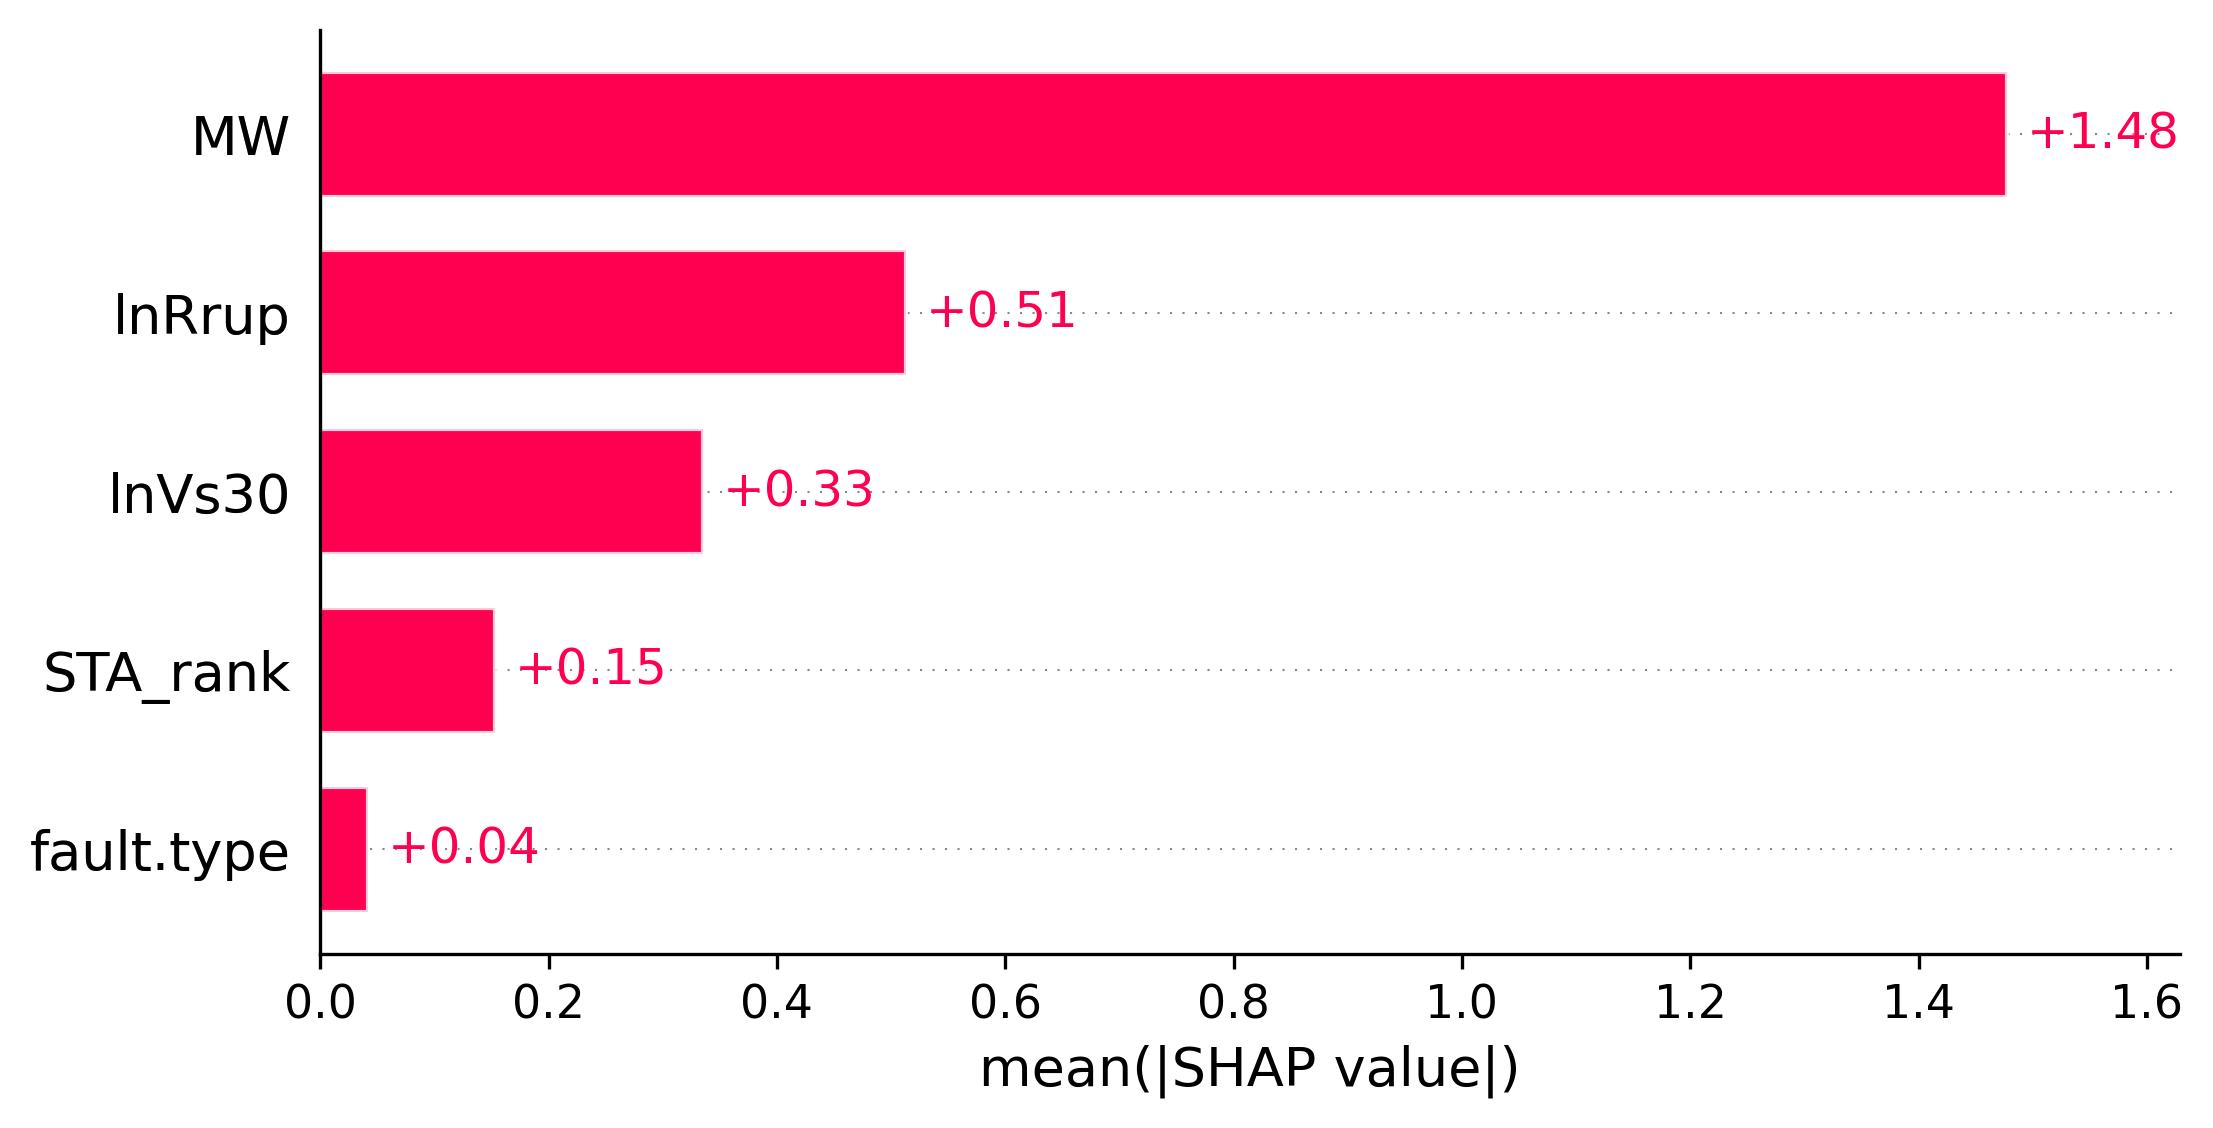 MW
+1.48
lnRrup
+0.51
lnVs30
+0.33
STA_rank
+0.15
fault.type
+0.04
0.0 0.2 0.4 0.6 0.8 1.0 1.2 1.4 1.6
mean(|SHAP value|)